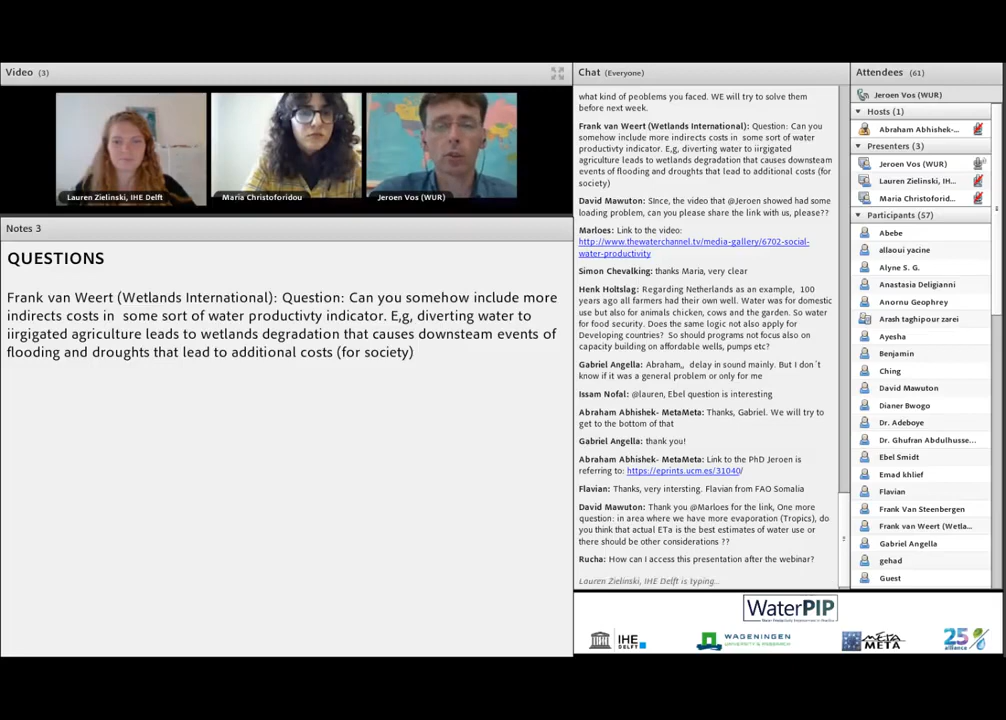 Video (3)
Lauren Zielinski, IHE Delft
Maria Christoforidou
Jeroen Vos (WUR)
Notes 3
QUESTIONS
Frank van Weert (Wetlands International): Question: Can you somehow include more
indirects costs in some sort of water productivty indicator. E,g, diverting water to
iirgigated agriculture leads to wetlands degradation that causes downsteam events of
flooding and droughts that lead to additional costs (for society)
Chat (Everyone)
what kind of poeblems you faced. WE will try to solve them
before next week.
Frank van Weert (Wetlands International): Question: Can you
somehow include more indirects costs in some sort of water
productivty indicator. E,g, diverting water to iirgigated
agriculture leads to wetlands degradation that causes downsteam
events of flooding and droughts that lead to additional costs (for
society)
David Mawuton: SInce, the video that @Jeroen showed had some
loading problem, can you please share the link with us, please??
Marloes: Link to the video:
http://www.thewaterchannel.tv/media-gallery/6702-social-
water-productivity
Simon Chevalking: thanks Maria, very clear
Henk Holtslag: Regarding Netherlands as an example, 100
years ago all farmers had their own well. Water was for domestic
use but also for animals chicken, cows and the garden. So water
for food security. Does the same logic not also apply for
Developing countries? So should programs not focus also on
capacity building on affordable wells, pumps etc?
Gabriel Angella: Abraham,, delay in sound mainly. But I don´t
know if it was a general problem or only for me
Issam Nofal: @lauren, Ebel question is interesting
Abraham Abhishek- MetaMeta: Thanks, Gabriel. We will try to
get to the bottom of that
Gabriel Angella: thank you!
Abraham Abhishek- MetaMeta: Link to the PhD Jeroen is
referring to: https://eprints.ucm.es/31040/
Flavian: Thanks, very intersting. Flavian from FAO Somalia
David Mawuton: Thank you @Marloes for the link, One more
question: in area where we have more evaporation (Tropics), do
you think that actual ETa is the best estimates of water use or
there should be other considerations ??
Rucha: How can I access this presentation after the webinar?
Lauren Zielinski, IHE Delft is typing...
Attendees (61)
Jeroen Vos (WUR)
Hosts (1)
Abraham Abhishek-...
Presenters (3)
Jeroen Vos (WUR)
Lauren Zielinski, IH...
Maria Christoforid...
Participants (57)
Abebe
allaoui yacine
Alyne S. G.
Anastasia Deligianni
Anornu Geophrey
Arash taghipour zarei
Ayesha
Benjamin
Ching
David Mawuton
Dianer Bwogo
Dr. Adeboye
Dr. Ghufran Abdulhusse...
Ebel Smidt
Emad khlief
Flavian
Frank Van Steenbergen
Frank van Weert (Wetla...
Gabriel Angella
gehad
Guest
WaterPIP
IHE
DELFT
WAGENINGEN
UNIVERSITY & RESEARCH
META
META
25
alliance